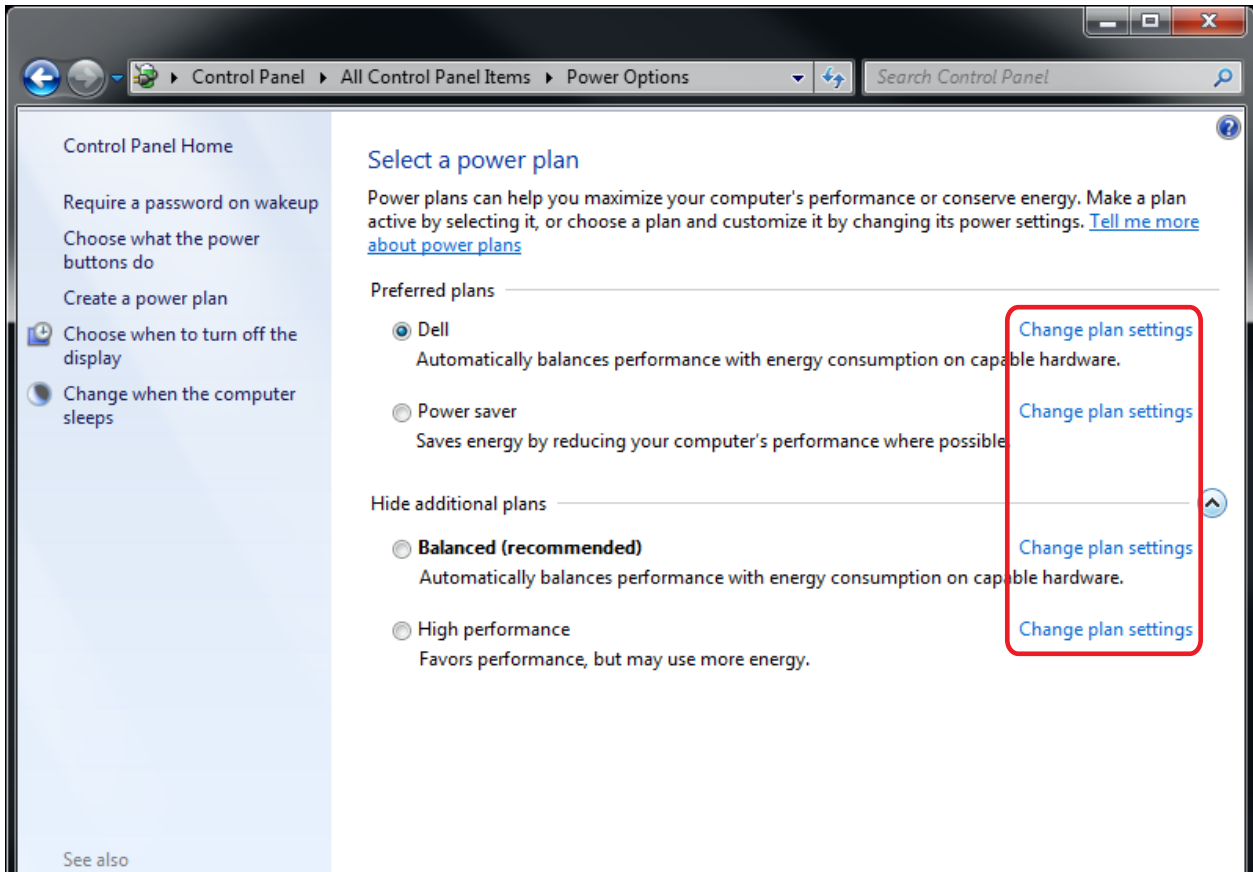 Control Panel ▸ All Control Panel Items ▸ Power Options
Search Control Panel
Control Panel Home
Require a password on wakeup
Choose what the power
buttons do
Create a power plan
Choose when to turn off the
display
Change when the computer
sleeps
See also
Select a power plan
Power plans can help you maximize your computer's performance or conserve energy. Make a plan
active by selecting it, or choose a plan and customize it by changing its power settings. Tell me more
about power plans
Preferred plans
Dell Change plan settings
Automatically balances performance with energy consumption on capable hardware.
Power saver Change plan settings
Saves energy by reducing your computer's performance where possible.
Hide additional plans
Balanced (recommended) Change plan settings
Automatically balances performance with energy consumption on capable hardware.
High performance Change plan settings
Favors performance, but may use more energy.